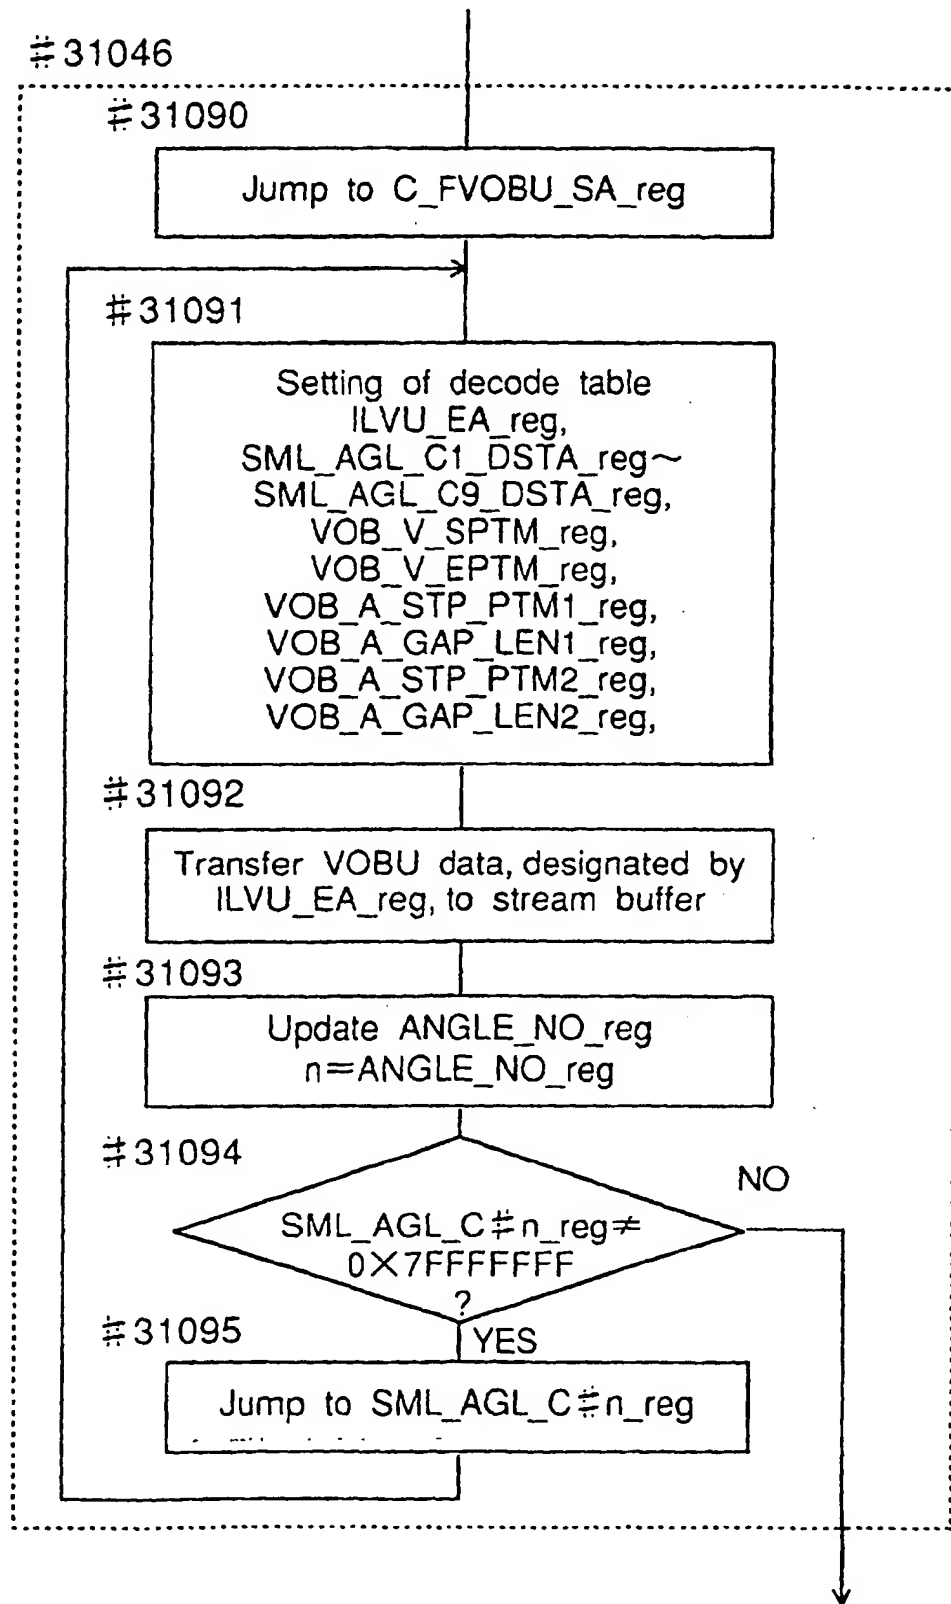 #31046
#31090
Jump to C_FVOBU_SA_reg
#31091
Setting of decode table
ILVU_EA_reg,
SML_AGL_C1_DSTA_reg~
SML_AGL_C9_DSTA_reg,
VOB_V_SPTM_reg,
VOB_V_EPTM_reg,
VOB_A_STP_PTM1_reg,
VOB_A_GAP_LEN1_reg,
VOB_A_STP_PTM2_reg,
VOB_A_GAP_LEN2_reg,
#31092
Transfer VOBU data, designated by
ILVU_EA_reg, to stream buffer
#31093
Update ANGLE_NO_reg
n=ANGLE_NO_reg
#31094
NO
SML_AGL_C#n_reg≠
0X7FFFFFFF
?
#31095
YES
Jump to SML_AGL_C#n_reg